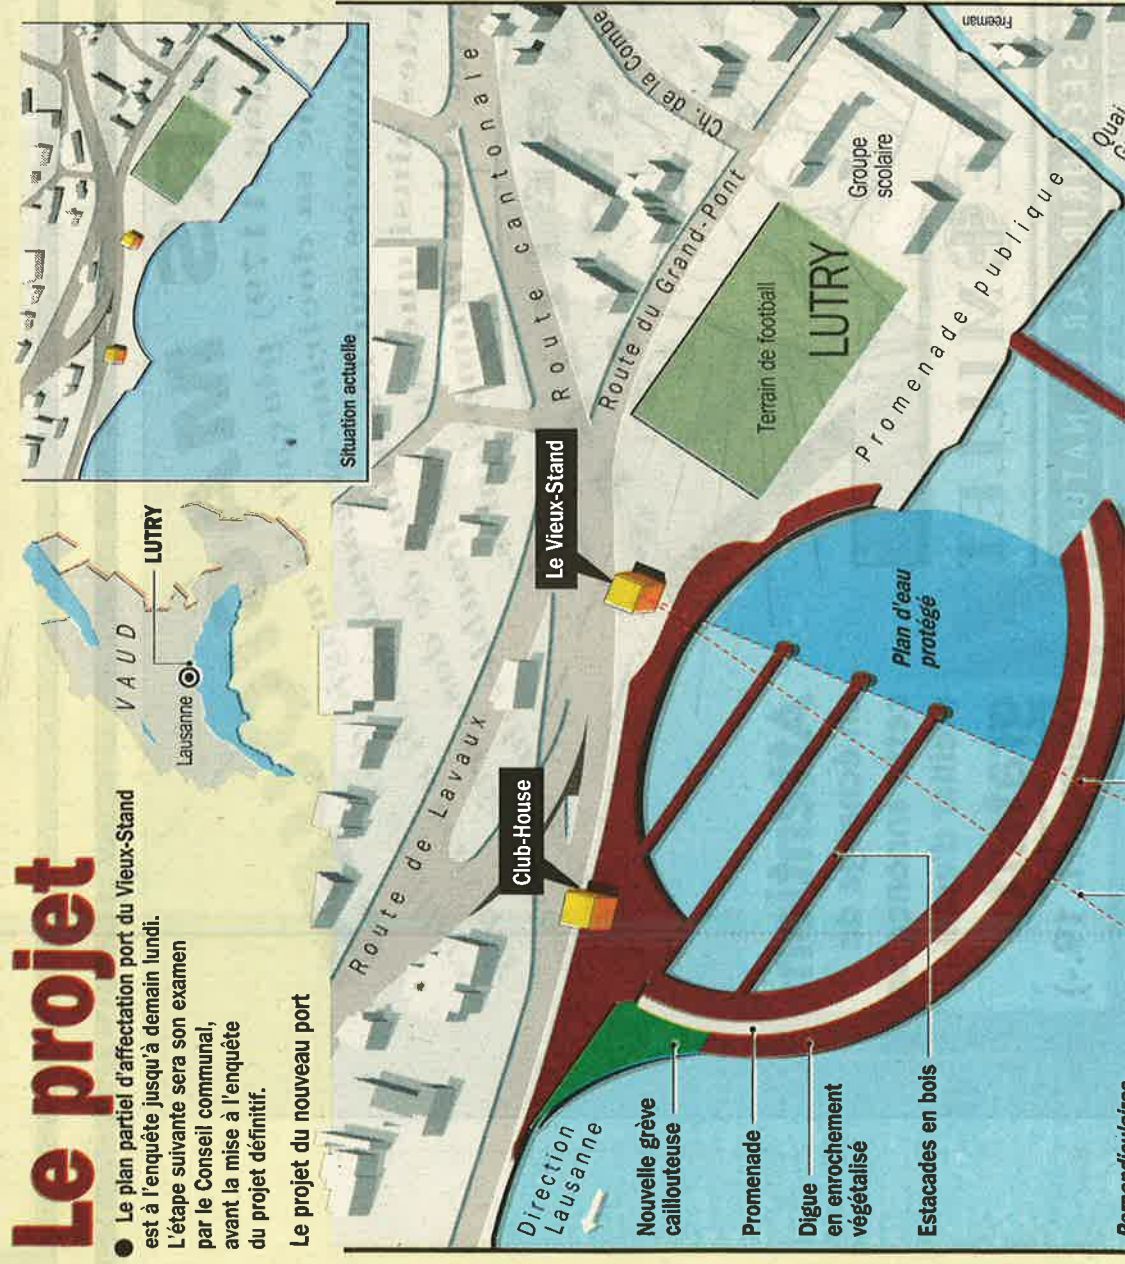 Le projet
● Le plan partiel d'affectation port du Vieux-Stand
est à l'enquête jusqu'à demain lundi.
L'étape suivante sera son examen
par le Conseil communal,
avant la mise à l'enquête
du projet définitif.
Le projet du nouveau port
VAUD
Lausanne
LUTRY
Situation actuelle
Route de Lavaux
Route cantonale
Ch. de la Combe
Route du Grand-Pont
Freeman
Club-House
Le Vieux-Stand
Terrain de football
LUTRY
Groupe
scolaire
Promenade publique
Quai
Plan d'eau
protégé
Direction
Lausanne
Nouvelle grève
caillouteuse
Promenade
Digue
en enrochement
végétalisé
Estacades en bois